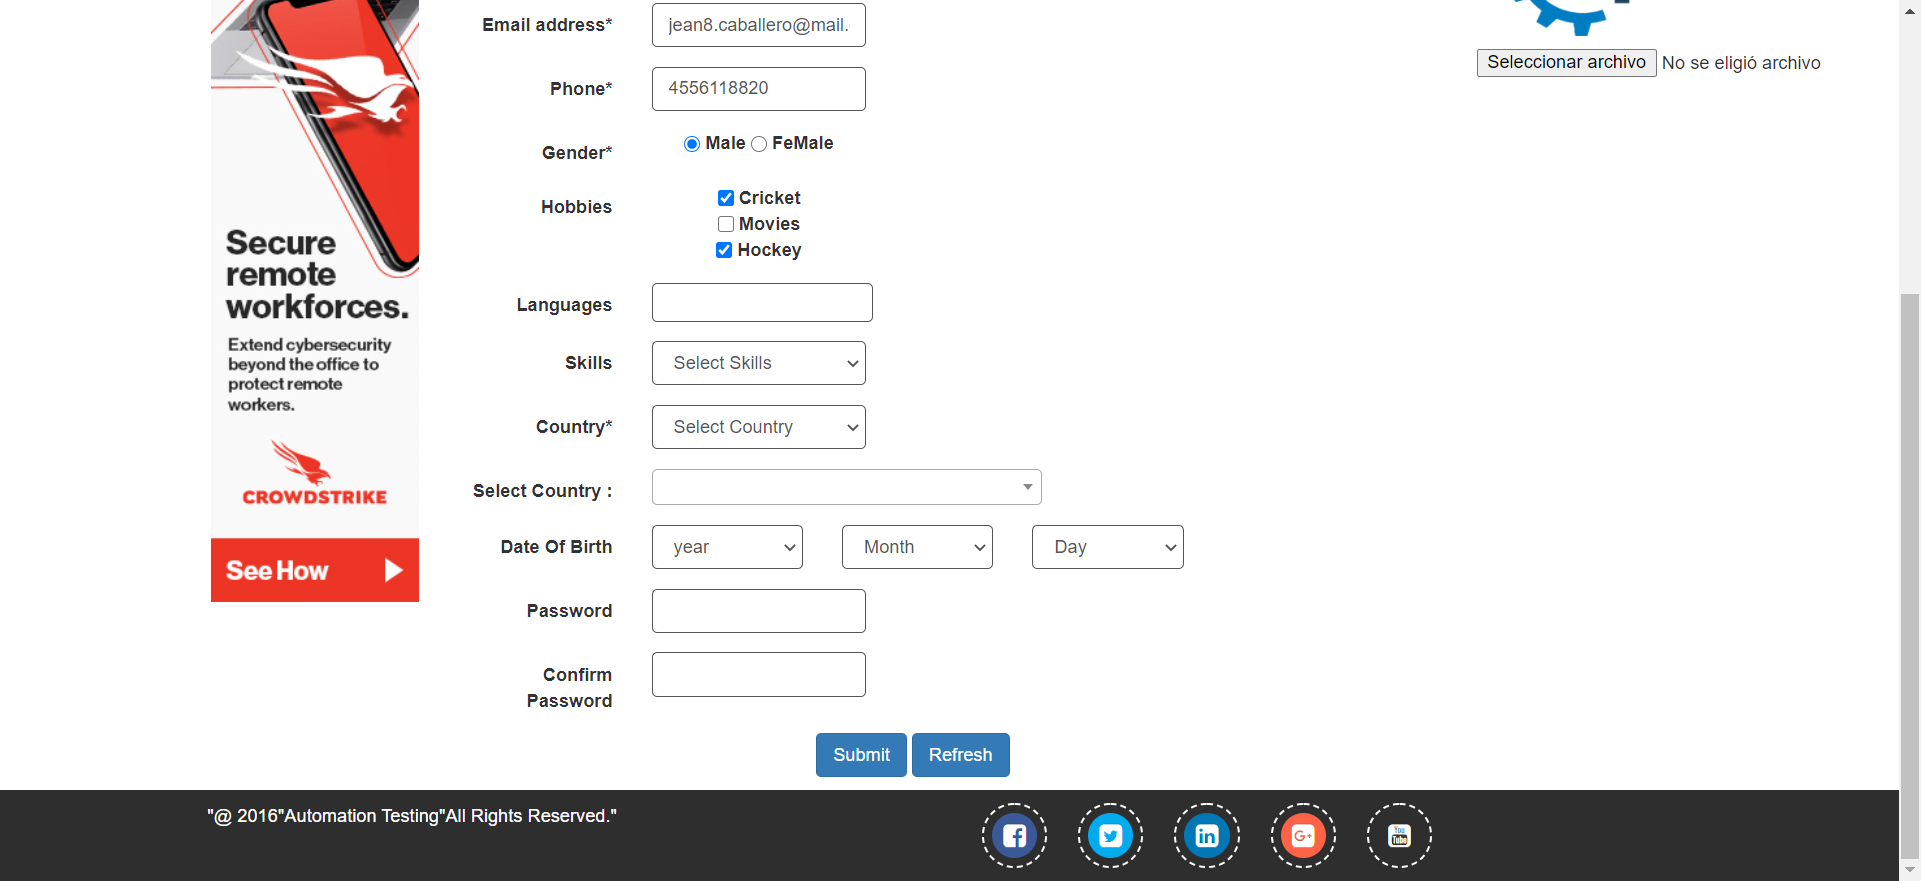 Email address*
jean8.caballero@mail.
Seleccionar archivo No se eligió archivo
Phone*
4556118820
Gender*
Male FeMale
Hobbies
Cricket
Movies
Hockey
Languages
Skills
Select Skills
Country*
Select Country
Select Country :
Date Of Birth
year Month Day
Password
Confirm
Password
Submit Refresh
Secure
remote
workforces.
Extend cybersecurity
beyond the office to
protect remote
workers.
CROWDSTRIKE
See How
"@ 2016"Automation Testing"All Rights Reserved."
f
in
G+
You
Tube